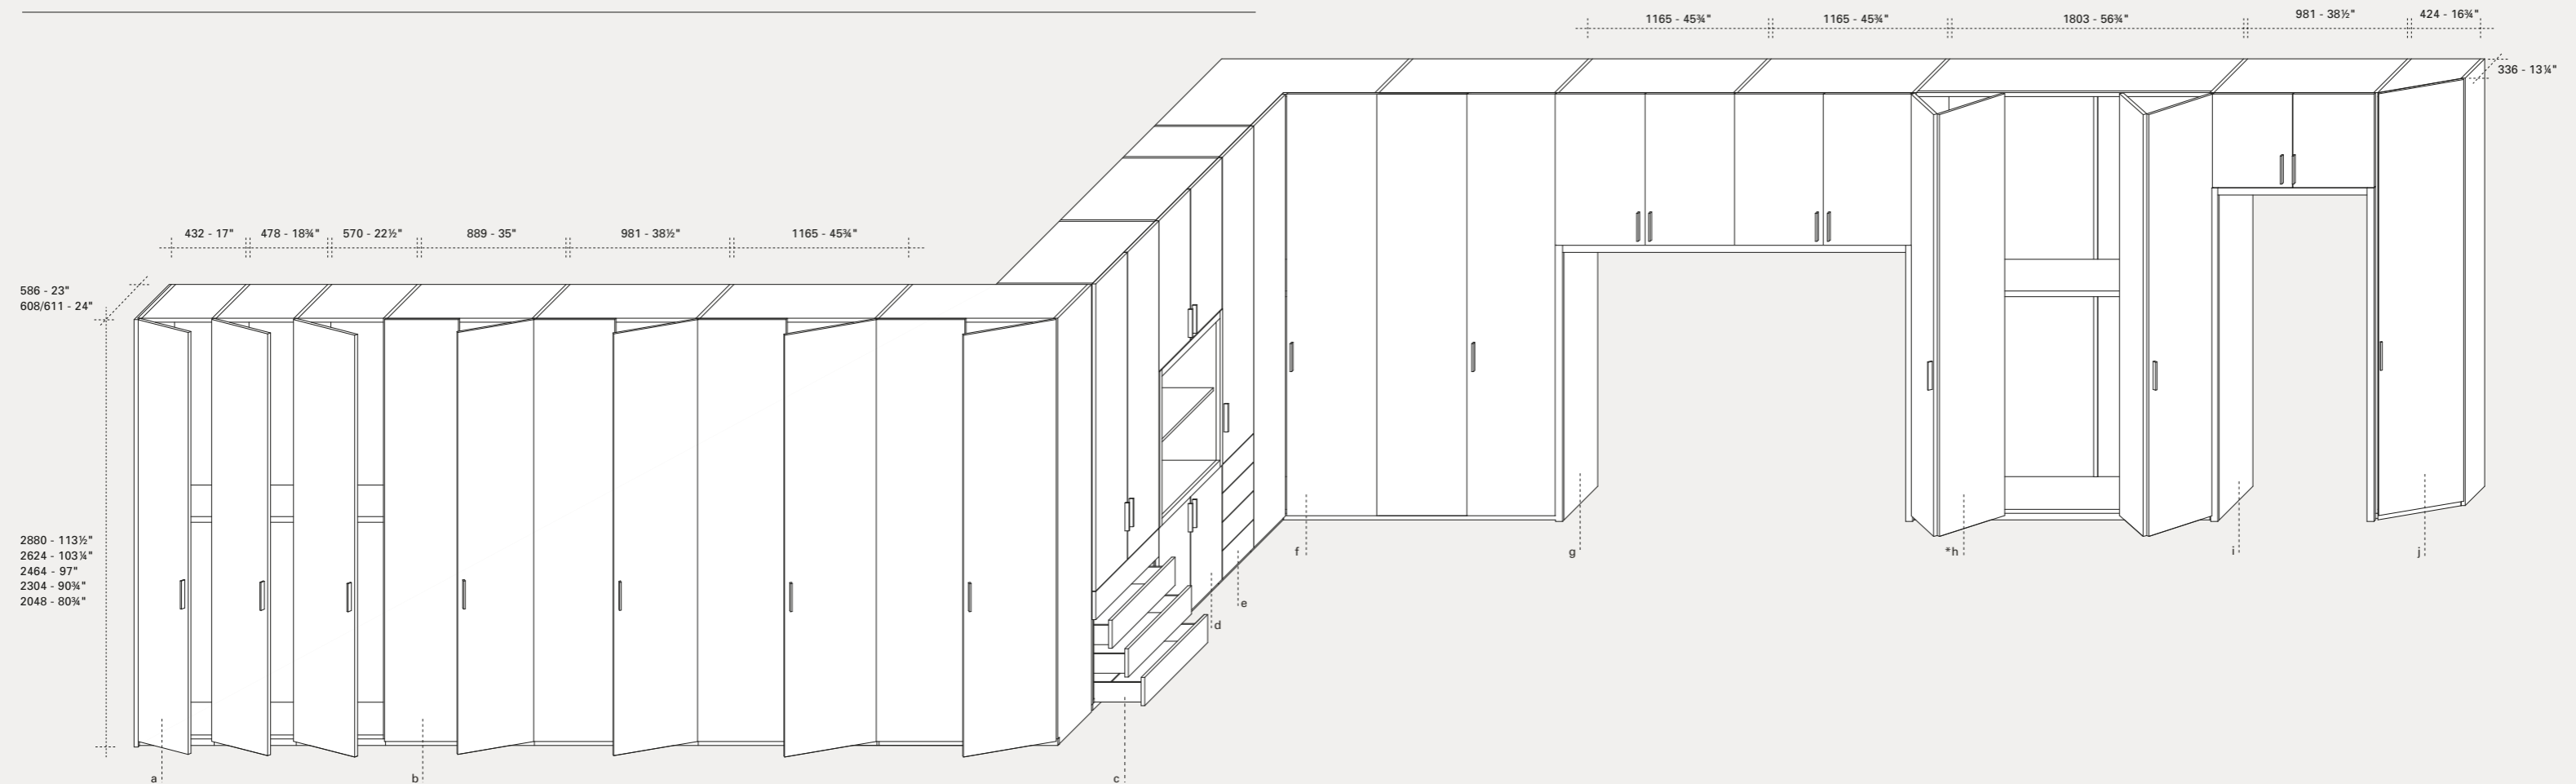 1165 - 45¾"
1165 - 45¾"
1803 - 56¾"
981 - 38½"
424 - 16¾"
336 - 13¼"
432 - 17"
478 - 18¾"
570 - 22½"
889 - 35"
981 - 38½"
1165 - 45¾"
586 - 23"
608/611 - 24"
2880 - 113½"
2624 - 103¼"
2464 - 97"
2304 - 90¾"
2048 - 80¾"
f
g
*h
i
j
e
d
a
b
c